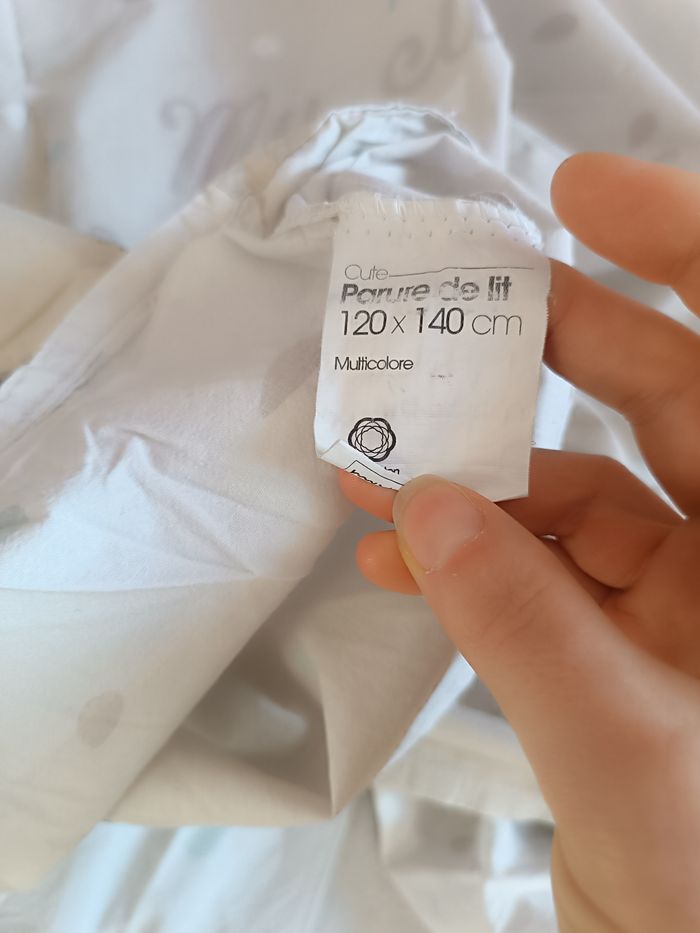 Cute
Parure de lit
120 x 140 cm
Multicolore